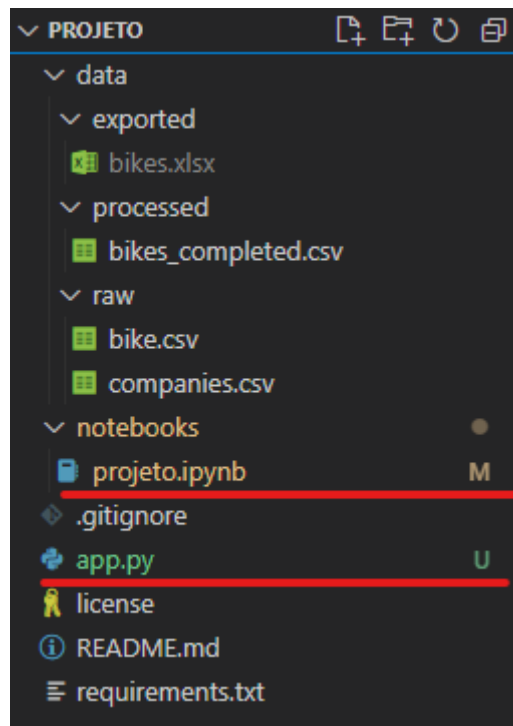 PROJETO
data
exported
bikes.xlsx
processed
bikes_completed.csv
raw
bike.csv
companies.csv
notebooks
projeto.ipynb M
.gitignore
app.py U
license
README.md
requirements.txt